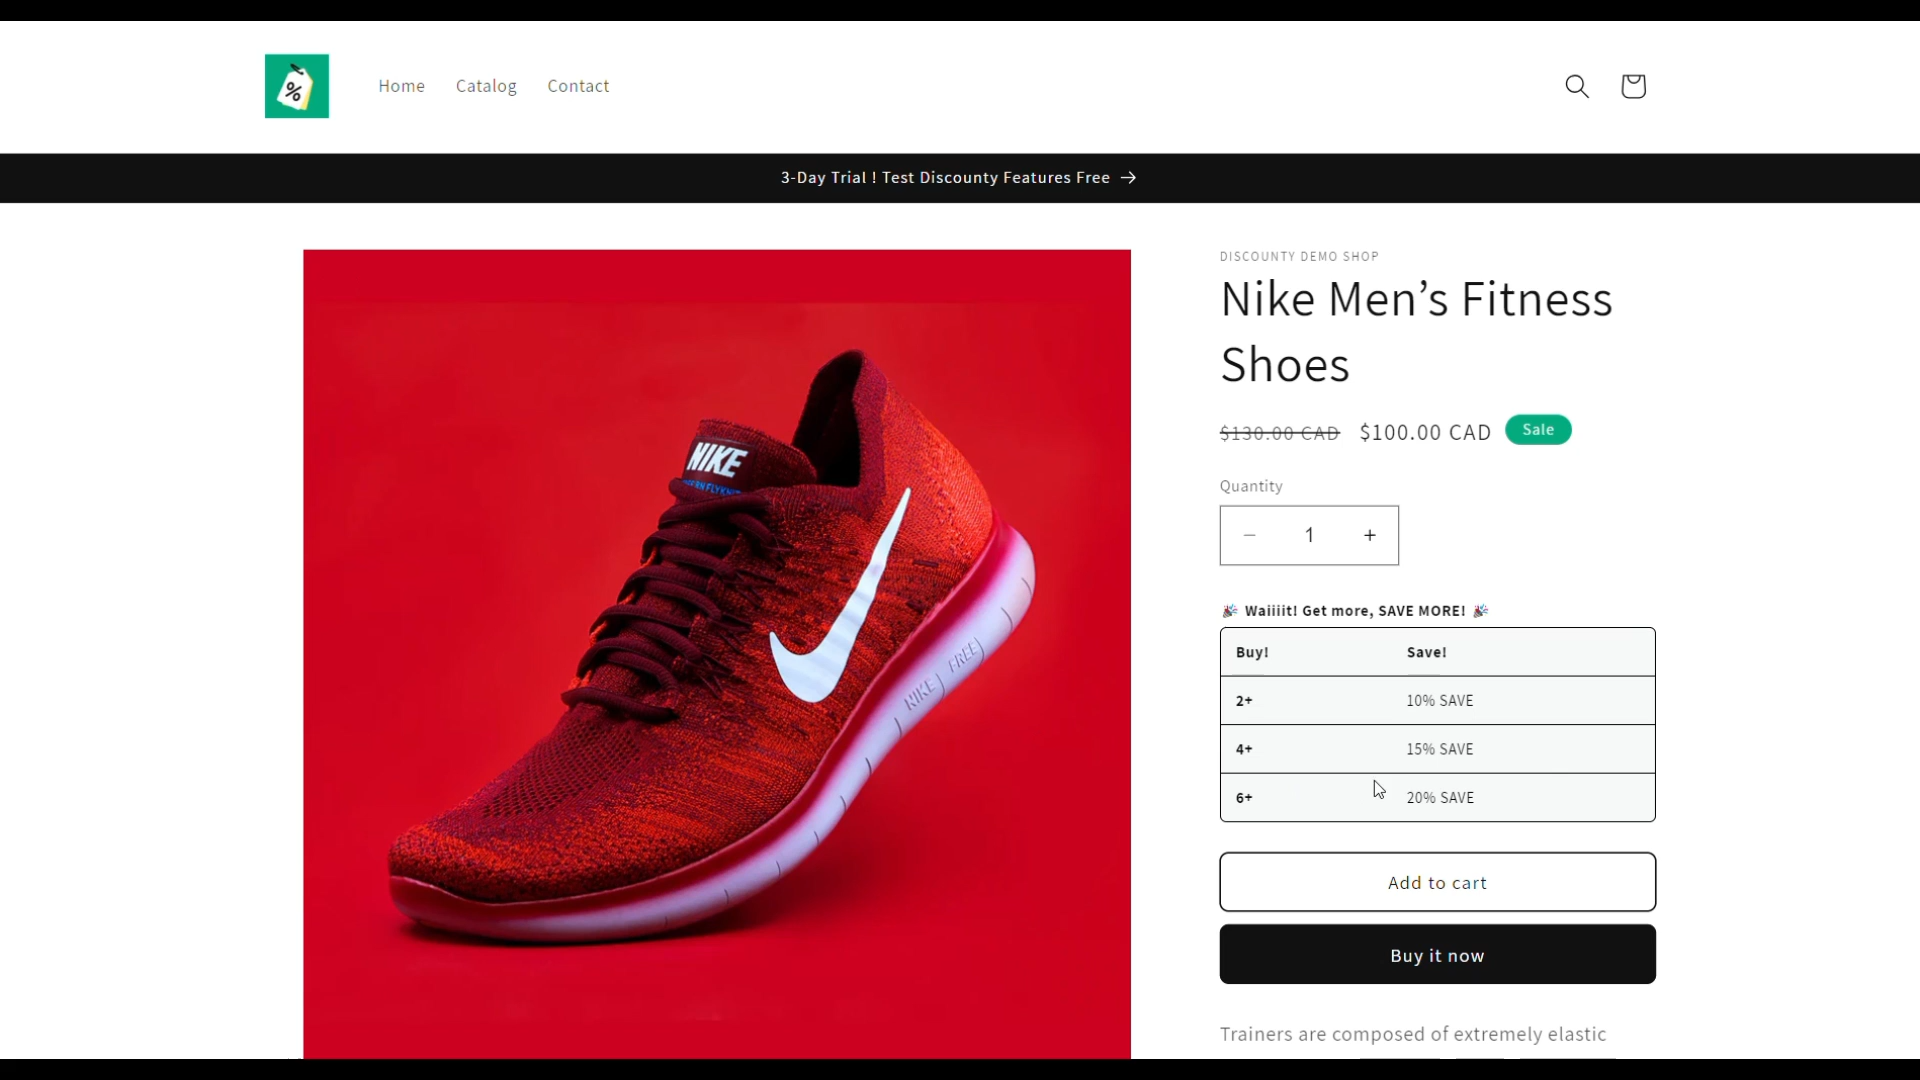 %
Home Catalog Contact
3-Day Trial ! Test Discounty Features Free →
DISCOUNTY DEMO SHOP
Nike Men’s Fitness
Shoes
$130.00 CAD $100.00 CAD Sale
Quantity
− 1 +
🎉 Waiiiit! Get more, SAVE MORE! 🎉
Buy! Save!
2+ 10% SAVE
4+ 15% SAVE
6+ 20% SAVE
Add to cart
Buy it now
Trainers are composed of extremely elastic
NIKE
NIKE FREE